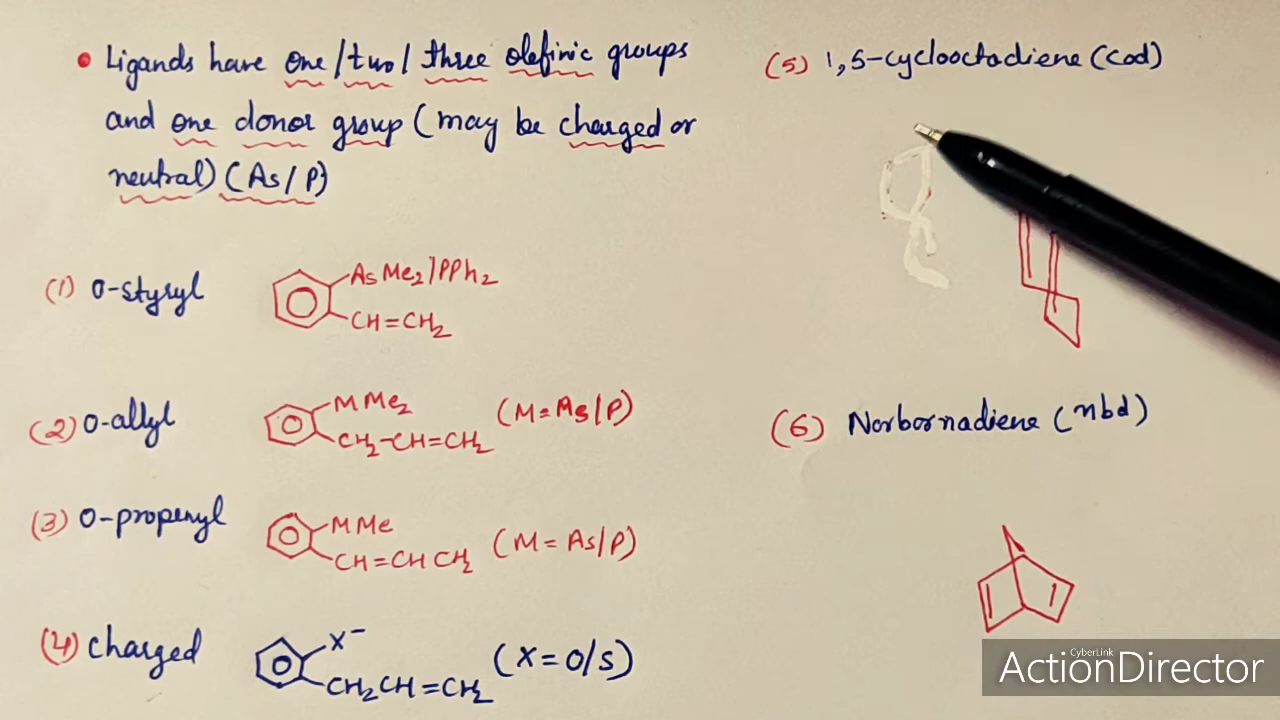 • Ligands have one/two/three olefinic groups
and one donor group (may be charged or
neutral) (As/P)
(1) o-styryl
AsMe2/PPh2
CH=CH2
(2) o-allyl
MMe2 (M=As/P)
CH2-CH=CH2
(3) o-propenyl
MMe (M=As/P)
CH=CHCH2
(4) charged
X⁻ (X=O/S)
CH2CH=CH2
(5) 1,5-cyclooctadiene (cod)
(6) Norbornadiene (nbd)
CyberLink
ActionDirector